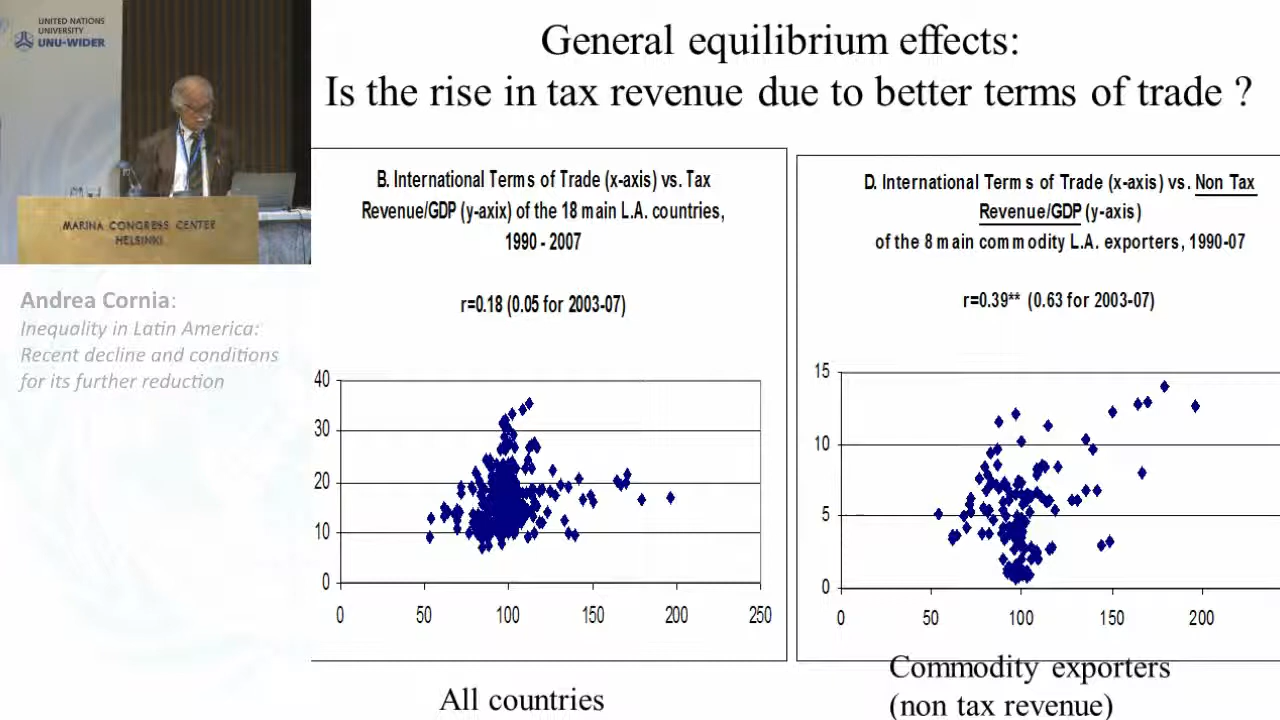 UNITED NATIONS
UNIVERSITY
UNU-WIDER
MARINA CONGRESS CENTER
HELSINKI
Andrea Cornia:
Inequality in Latin America:
Recent decline and conditions
for its further reduction
General equilibrium effects:
Is the rise in tax revenue due to better terms of trade ?
B. International Terms of Trade (x-axis) vs. Tax
Revenue/GDP (y-axix) of the 18 main L.A. countries,
1990 - 2007
r=0.18 (0.05 for 2003-07)
40
30
20
10
0
0 50 100 150 200 250
All countries
D. International Terms of Trade (x-axis) vs. Non Tax
Revenue/GDP (y-axis)
of the 8 main commodity L.A. exporters, 1990-07
r=0.39** (0.63 for 2003-07)
15
10
5
0
0 50 100 150 200
Commodity exporters
(non tax revenue)